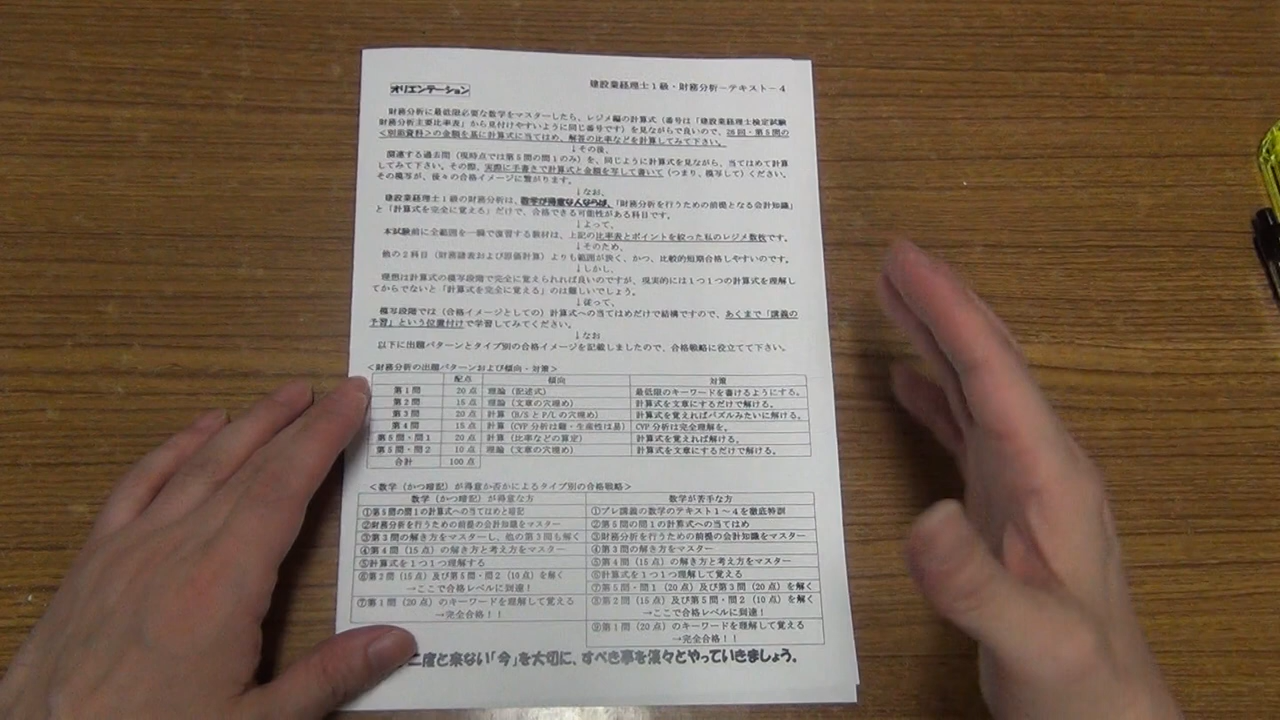 オリエンテーション
建設業経理士1級・財務分析-テキスト-4
財務分析に最低限必要な数学をマスターしたら、レジメ編の計算式（番号は「建設業経理士検定試験
財務分析主要比率表」から見付けやすいように同じ番号です）を見ながらで良いので、26回・第5問の
＜別添資料＞の金額を基に計算式に当てはめ、解答の比率などを計算してみて下さい。
↓その後、
関連する過去問（現時点では第5問の問1のみ）を、同じように計算式を見ながら、当てはめて計算
してみて下さい。その際、実際に手書きで計算式と金額を写して書いて（つまり、模写して）ください。
その模写が、後々の合格イメージに繋がります。
↓なお、
建設業経理士1級の財務分析は、数学が得意な人ならば、「財務分析を行うための前提となる会計知識」
と「計算式を完全に覚える」だけで、合格できる可能性がある科目です。
↓よって、
本試験前に全範囲を一瞬で復習する教材は、上記の比率表とポイントを絞った私のレジメ数枚です。
↓そのため、
他の2科目（財務諸表および原価計算）よりも範囲が狭く、かつ、比較的短期合格しやすいのです。
↓しかし、
理想は計算式の模写段階で完全に覚えられれば良いのですが、現実的には1つ1つの計算式を理解し
てからでないと「計算式を完全に覚える」のは難しいでしょう。
↓従って、
模写段階では（合格イメージとしての）計算式への当てはめだけで結構ですので、あくまで「講義の
予習」という位置付けで学習してみてください。
↓なお
以下に出題パターンとタイプ別の合格イメージを記載しましたので、合格戦略に役立てて下さい。
＜財務分析の出題パターンおよび傾向・対策＞
配点 傾向 対策
第1問 20点 理論（記述式） 最低限のキーワードを書けるようにする。
第2問 15点 理論（文章の穴埋め） 計算式を文章にするだけで解ける。
第3問 20点 計算（B/SとP/Lの穴埋め） 計算式を覚えればパズルみたいに解ける。
第4問 15点 計算（CVP分析は難・生産性は易） CVP分析は完全理解を。
第5問・問1 20点 計算（比率などの算定） 計算式を覚えれば解ける。
第5問・問2 10点 理論（文章の穴埋め） 計算式を文章にするだけで解ける。
合計 100点
＜数学（かつ暗記）が得意か否かによるタイプ別の合格戦略＞
数学（かつ暗記）が得意な方 数学が苦手な方
①第5問の問1の計算式への当てはめと暗記 ①プレ講義の数学のテキスト1～4を徹底特訓
②財務分析を行うための前提の会計知識をマスター ②第5問の問1の計算式への当てはめ
③第3問の解き方をマスターし、他の第3問も解く ③財務分析を行うための前提の会計知識をマスター
④第4問（15点）の解き方と考え方をマスター ④第3問の解き方をマスター
⑤計算式を1つ1つ理解する ⑤第4問（15点）の解き方と考え方をマスター
⑥第2問（15点）及び第5問・問2（10点）を解く ⑥計算式を1つ1つ理解して覚える
→ここで合格レベルに到達！ ⑦第5問・問1（20点）及び第3問（20点）を解く
⑦第1問（20点）のキーワードを理解して覚える ⑧第2問（15点）及び第5問・問2（10点）を解く
→完全合格！！ →ここで合格レベルに到達！
⑨第1問（20点）のキーワードを理解して覚える
→完全合格！！
二度と来ない「今」を大切に、すべき事を淡々とやっていきましょう。